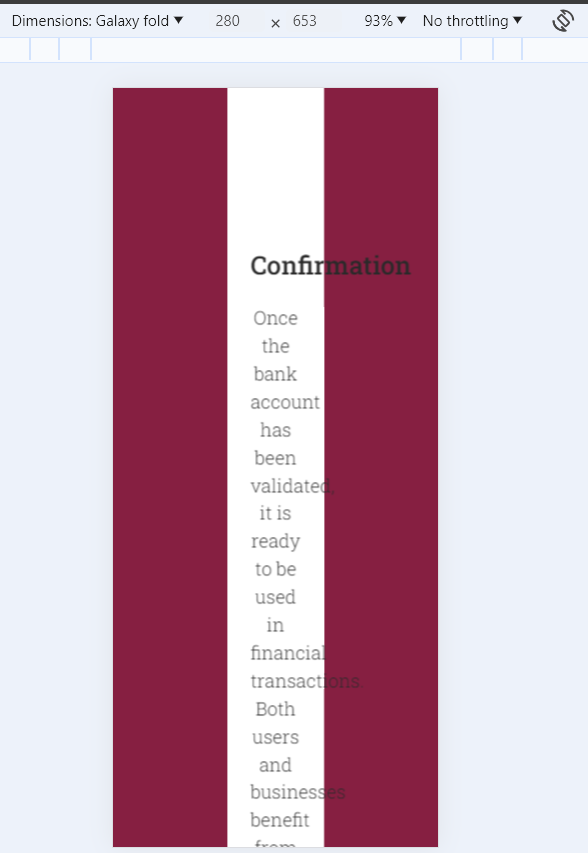 Dimensions: Galaxy fold ▼ 280 × 653 93% ▼ No throttling ▼
Confirmation
Once
the
bank
account
has
been
validated,
it is
ready
to be
used
in
financial
transactions.
Both
users
and
businesses
benefit
from